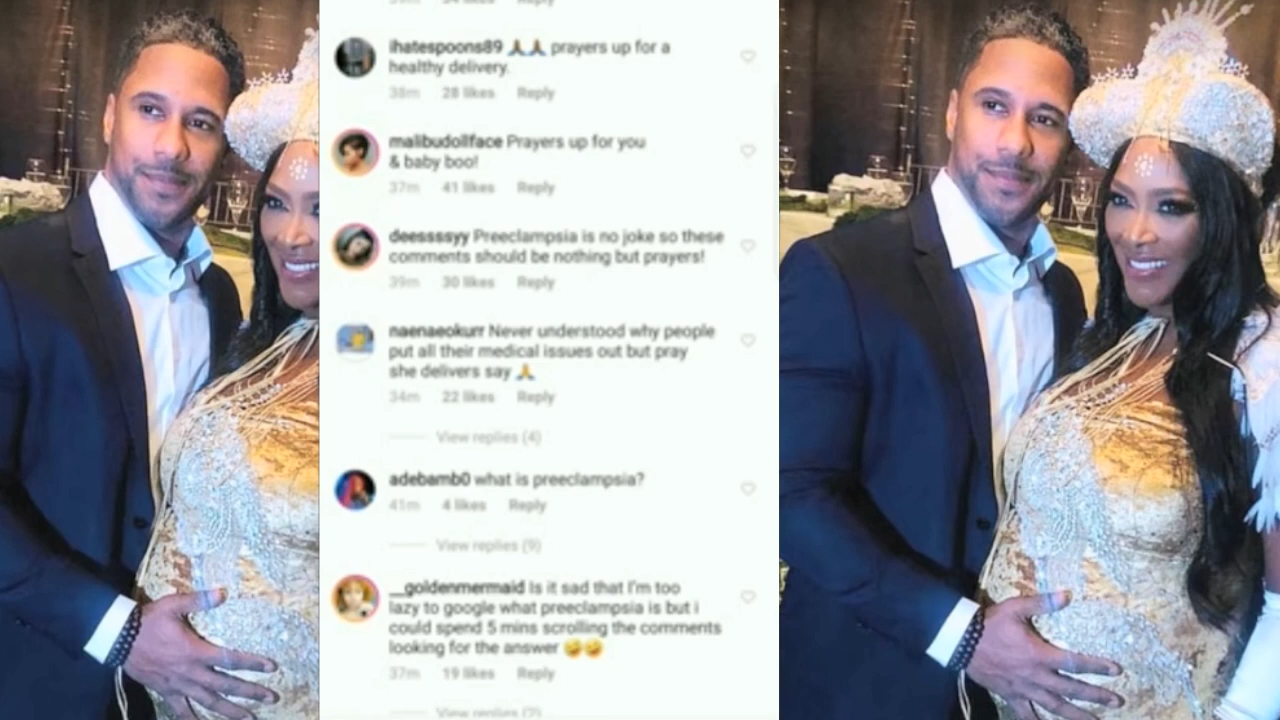 ihatespoons89 🙏🙏 prayers up for a
healthy delivery.
38m 28 likes Reply
malibudollface Prayers up for you
& baby boo!
37m 41 likes Reply
deessssyy Preeclampsia is no joke so these
comments should be nothing but prayers!
39m 30 likes Reply
naenaeokurr Never understood why people
put all their medical issues out but pray
she delivers say 🙏
34m 22 likes Reply
View replies (4)
adebamb0 what is preeclampsia?
41m 4 likes Reply
View replies (9)
__goldenmermaid Is it sad that I'm too
lazy to google what preeclampsia is but i
could spend 5 mins scrolling the comments
looking for the answer 🤣🤣
37m 19 likes Reply